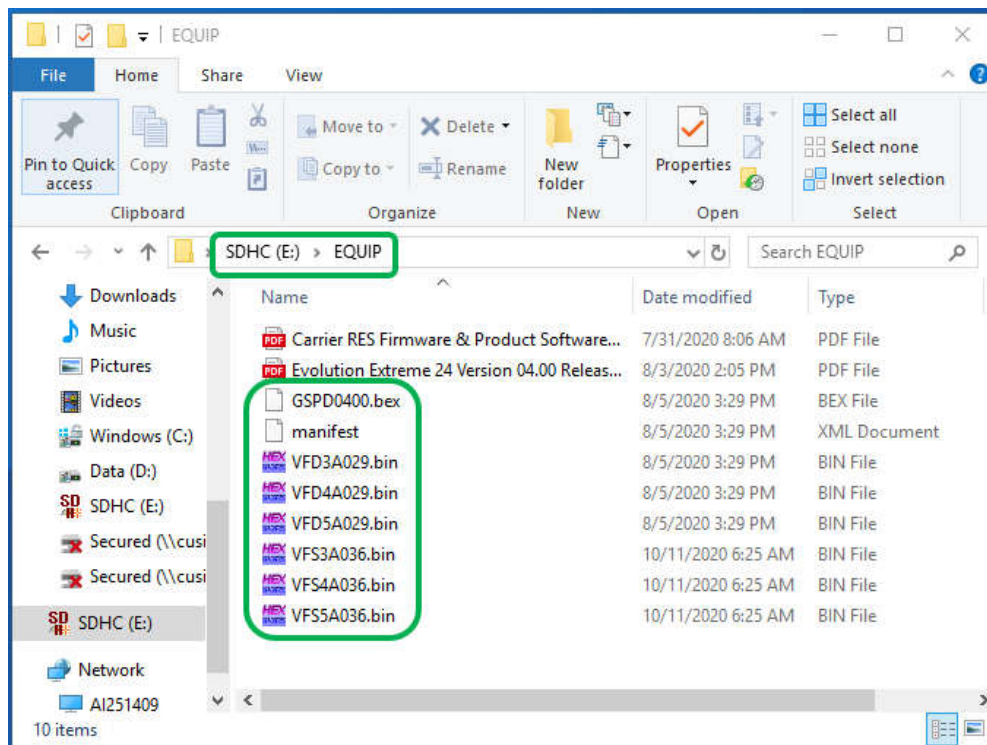 EQUIP
File Home Share View
Pin to Quick access
Copy
Paste
Move to
Copy to
Delete
Rename
New folder
Properties
Select all
Select none
Invert selection
Clipboard Organize New Open Select
SDHC (E:) > EQUIP
Search EQUIP
Downloads
Music
Pictures
Videos
Windows (C:)
Data (D:)
SDHC (E:)
Secured (\\cusi
Secured (\\cusi
SDHC (E:)
Network
AI251409
Name Date modified Type
Carrier RES Firmware & Product Software... 7/31/2020 8:06 AM PDF File
Evolution Extreme 24 Version 04.00 Releas... 8/3/2020 2:05 PM PDF File
GSPD0400.bex 8/5/2020 3:29 PM BEX File
manifest 8/5/2020 3:29 PM XML Document
VFD3A029.bin 8/5/2020 3:29 PM BIN File
VFD4A029.bin 8/5/2020 3:29 PM BIN File
VFD5A029.bin 8/5/2020 3:29 PM BIN File
VFS3A036.bin 10/11/2020 6:25 AM BIN File
VFS4A036.bin 10/11/2020 6:25 AM BIN File
VFS5A036.bin 10/11/2020 6:25 AM BIN File
10 items